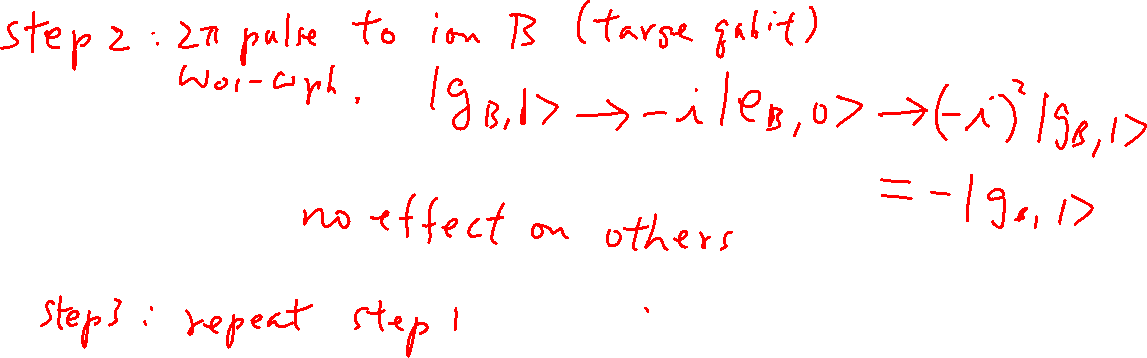 step 2 : 2π pulse to ion B (targe qubit)
ω01-ωph. |gB,1> → -i |eB,0> → (-i)² |gB,1>
= -|gB,1>
no effect on others
step3 : repeat step 1